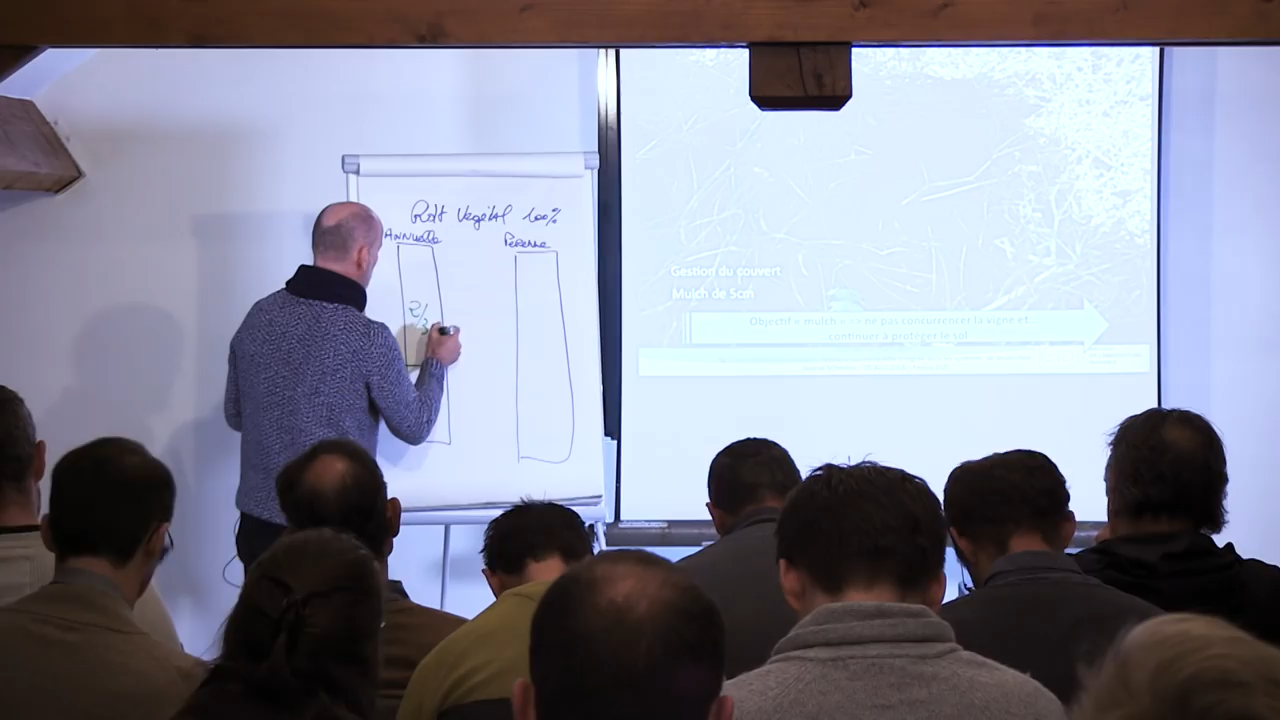 Rdt Végétal 100%
Annuelle
Pérenne
2/3
Gestion du couvert
Mulch de 5cm
Objectif « mulch » => ne pas concurrencer la vigne et...
continuer à protéger le sol